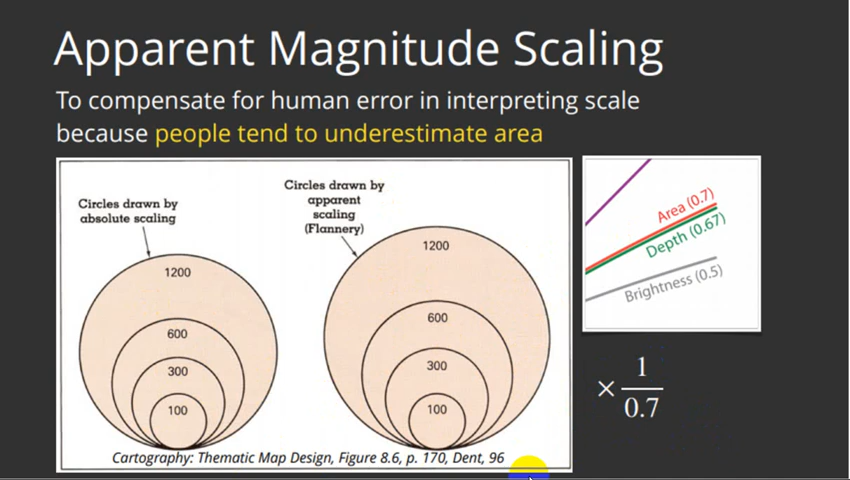 Apparent Magnitude Scaling
To compensate for human error in interpreting scale
because people tend to underestimate area
Circles drawn by
absolute scaling
1200
600
300
100
Circles drawn by
apparent
scaling
(Flannery)
1200
600
300
100
Cartography: Thematic Map Design, Figure 8.6, p. 170, Dent, 96
Area (0.7)
Depth (0.67)
Brightness (0.5)
× 1/0.7